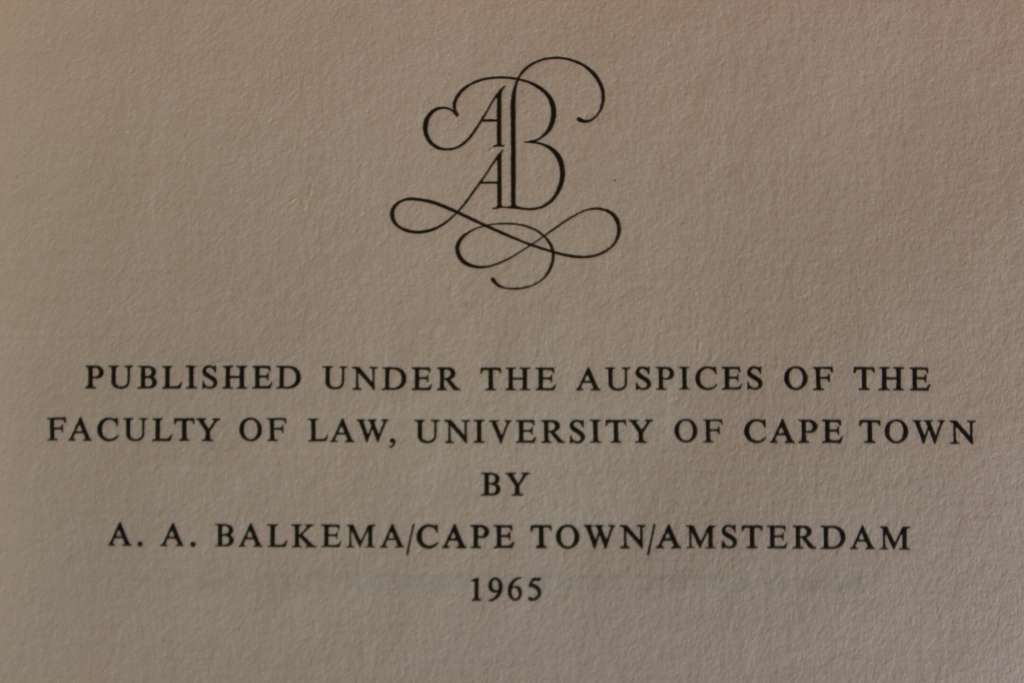 AAB
PUBLISHED UNDER THE AUSPICES OF THE
FACULTY OF LAW, UNIVERSITY OF CAPE TOWN
BY
A. A. BALKEMA/CAPE TOWN/AMSTERDAM
1965